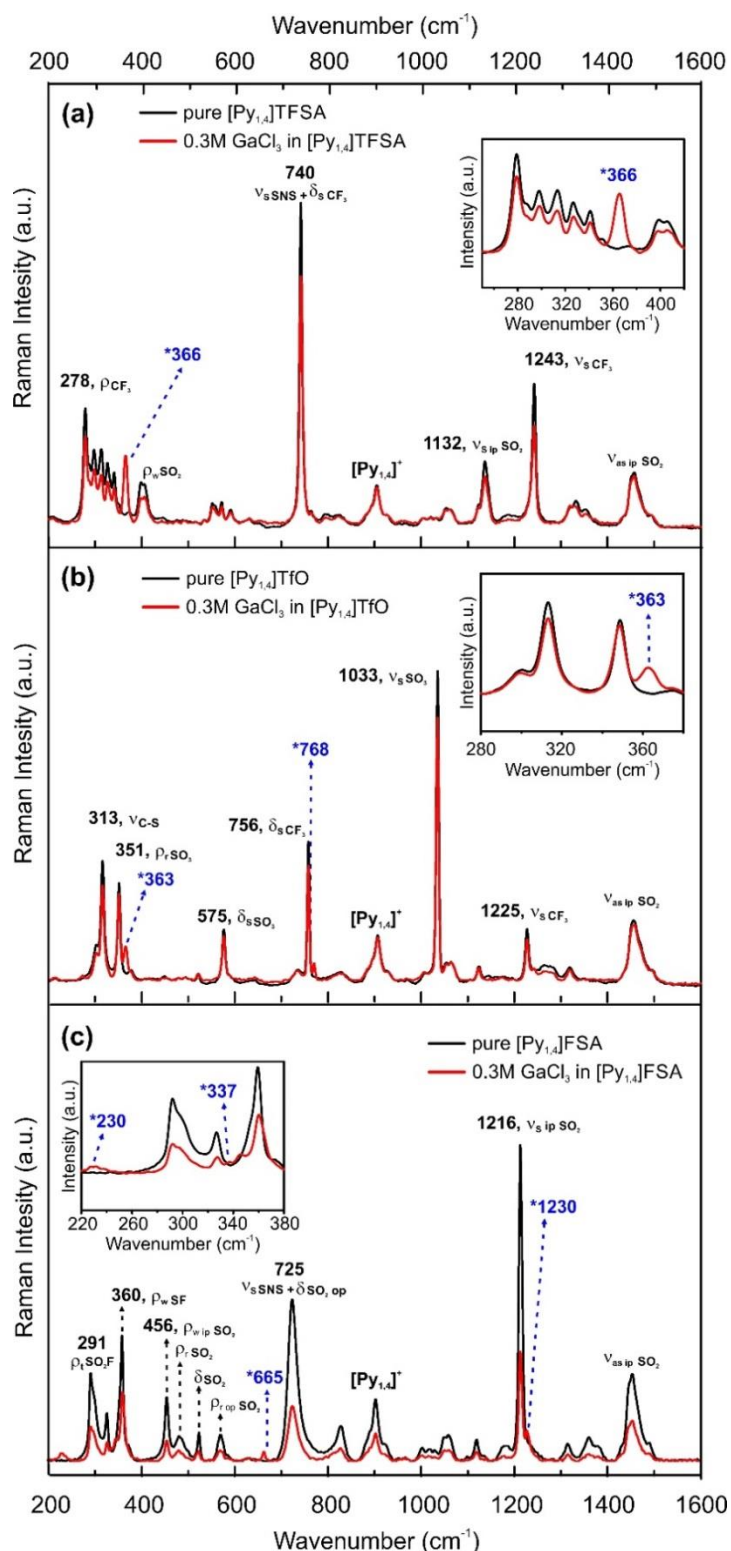 Wavenumber (cm⁻¹)
200 400 600 800 1000 1200 1400 1600
(a)
pure [Py₁,₄]TFSA
0.3M GaCl₃ in [Py₁,₄]TFSA
740
νS SNS + δS CF₃
*366
Intensity (a.u.)
280 320 360 400
Wavenumber (cm⁻¹)
Raman Intesity (a.u.)
278, ρCF₃
*366
ρw SO₂
[Py₁,₄]⁺
1132, νS ip SO₂
1243, νS CF₃
νas ip SO₂
(b)
pure [Py₁,₄]TfO
0.3M GaCl₃ in [Py₁,₄]TfO
*363
Intensity (a.u.)
280 320 360
Wavenumber (cm⁻¹)
Raman Intesity (a.u.)
1033, νS SO₃
*768
313, νC-S
351, ρr SO₃
*363
756, δS CF₃
575, δS SO₃
[Py₁,₄]⁺
1225, νS CF₃
νas ip SO₂
(c)
pure [Py₁,₄]FSA
0.3M GaCl₃ in [Py₁,₄]FSA
*230
*337
Intensity (a.u.)
220 260 300 340 380
Wavenumber (cm⁻¹)
Raman Intesity (a.u.)
1216, νS ip SO₂
*1230
725
νS SNS + δSO₂ op
360, ρw SF
291
ρt SO₂F
456, ρw ip SO₂
ρr SO₂
δSO₂
ρr op SO₂
*665
[Py₁,₄]⁺
νas ip SO₂
200 400 600 800 1000 1200 1400 1600
Wavenumber (cm⁻¹)